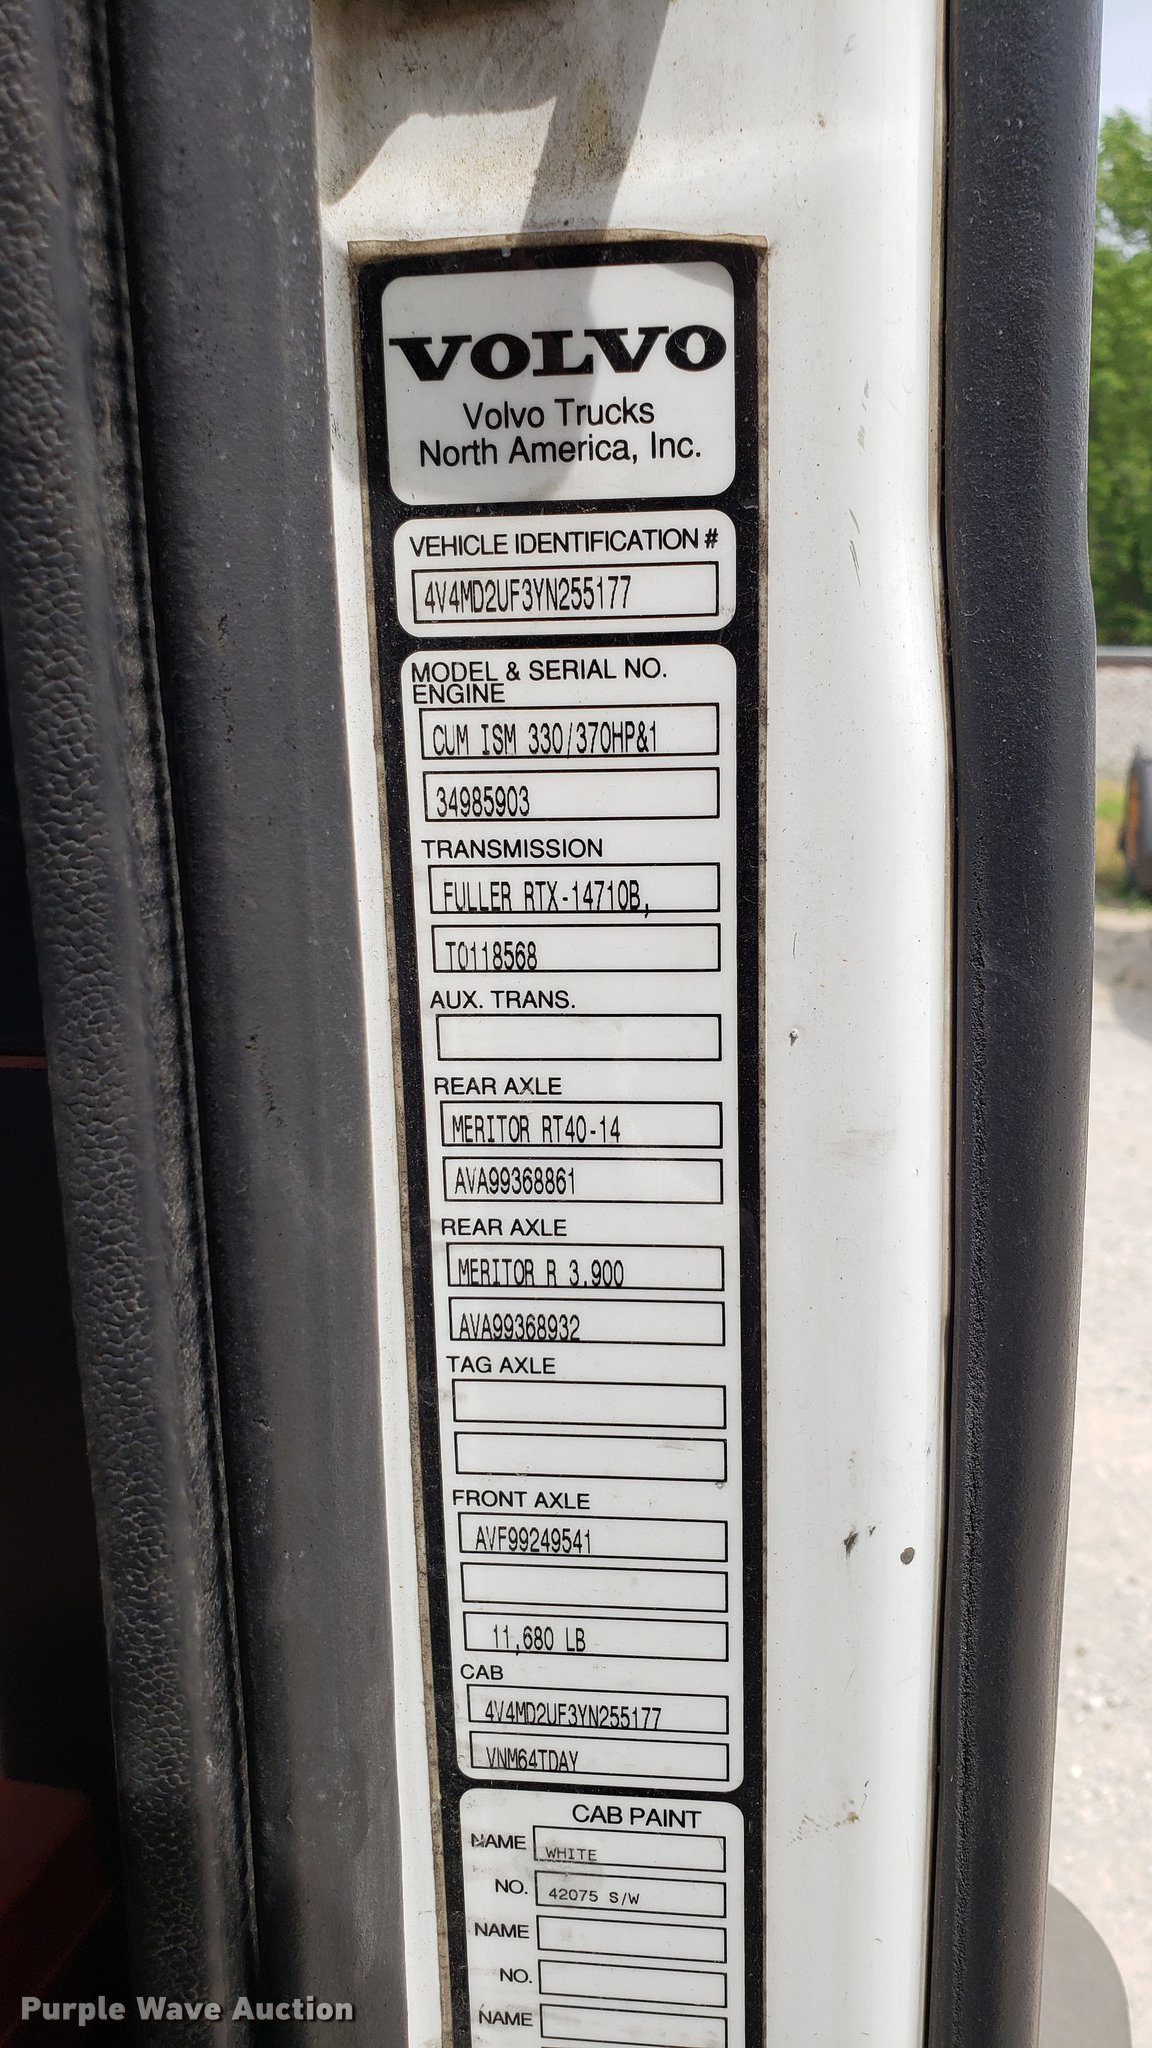 VOLVO
Volvo Trucks
North America, Inc.
VEHICLE IDENTIFICATION #
4V4MD2UF3YN255177
MODEL & SERIAL NO.
ENGINE
CUM ISM 330/370HP&1
34985903
TRANSMISSION
FULLER RTX-14710B,
TO118568
AUX. TRANS.
REAR AXLE
MERITOR RT40-14
AVA99368861
REAR AXLE
MERITOR R 3.900
AVA99368932
TAG AXLE
FRONT AXLE
AVF99249541
11,680 LB
CAB
4V4MD2UF3YN255177
VNM64TDAY
CAB PAINT
NAME WHITE
NO. 42075 S/W
NAME
NO.
NAME
Purple Wave Auction